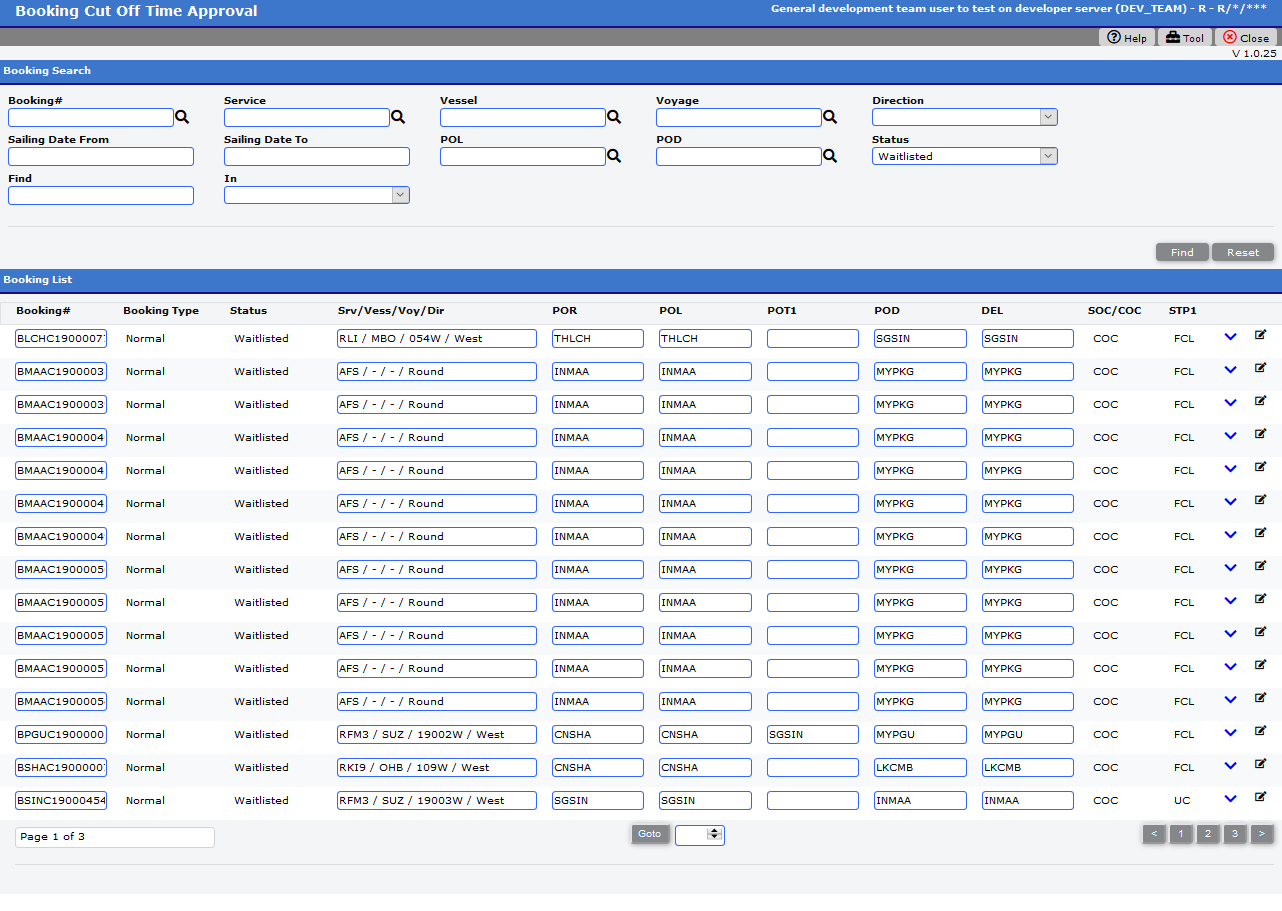 Booking Cut Off Time Approval General development team user to test on developer server (DEV_TEAM) - R - R/*/***
Help Tool Close
V 1.0.25
Booking Search
Booking# Service Vessel Voyage Direction
Sailing Date From Sailing Date To POL POD Status
Waitlisted
Find In
Find Reset
Booking List
Booking# Booking Type Status Srv/Vess/Voy/Dir POR POL POT1 POD DEL SOC/COC STP1
BLCHC1900007 Normal Waitlisted RLI / MBO / 054W / West THLCH THLCH SGSIN SGSIN COC FCL
BMAAC1900003 Normal Waitlisted AFS / - / - / Round INMAA INMAA MYPKG MYPKG COC FCL
BMAAC1900003 Normal Waitlisted AFS / - / - / Round INMAA INMAA MYPKG MYPKG COC FCL
BMAAC1900004 Normal Waitlisted AFS / - / - / Round INMAA INMAA MYPKG MYPKG COC FCL
BMAAC1900004 Normal Waitlisted AFS / - / - / Round INMAA INMAA MYPKG MYPKG COC FCL
BMAAC1900004 Normal Waitlisted AFS / - / - / Round INMAA INMAA MYPKG MYPKG COC FCL
BMAAC1900004 Normal Waitlisted AFS / - / - / Round INMAA INMAA MYPKG MYPKG COC FCL
BMAAC1900005 Normal Waitlisted AFS / - / - / Round INMAA INMAA MYPKG MYPKG COC FCL
BMAAC1900005 Normal Waitlisted AFS / - / - / Round INMAA INMAA MYPKG MYPKG COC FCL
BMAAC1900005 Normal Waitlisted AFS / - / - / Round INMAA INMAA MYPKG MYPKG COC FCL
BMAAC1900005 Normal Waitlisted AFS / - / - / Round INMAA INMAA MYPKG MYPKG COC FCL
BMAAC1900005 Normal Waitlisted AFS / - / - / Round INMAA INMAA MYPKG MYPKG COC FCL
BPGUC1900000 Normal Waitlisted RFM3 / SUZ / 19002W / West CNSHA CNSHA SGSIN MYPGU MYPGU COC FCL
BSHAC1900000 Normal Waitlisted RKI9 / OHB / 109W / West CNSHA CNSHA LKCMB LKCMB COC FCL
BSINC19000454 Normal Waitlisted RFM3 / SUZ / 19003W / West SGSIN SGSIN INMAA INMAA COC UC
Page 1 of 3 Goto < 1 2 3 >